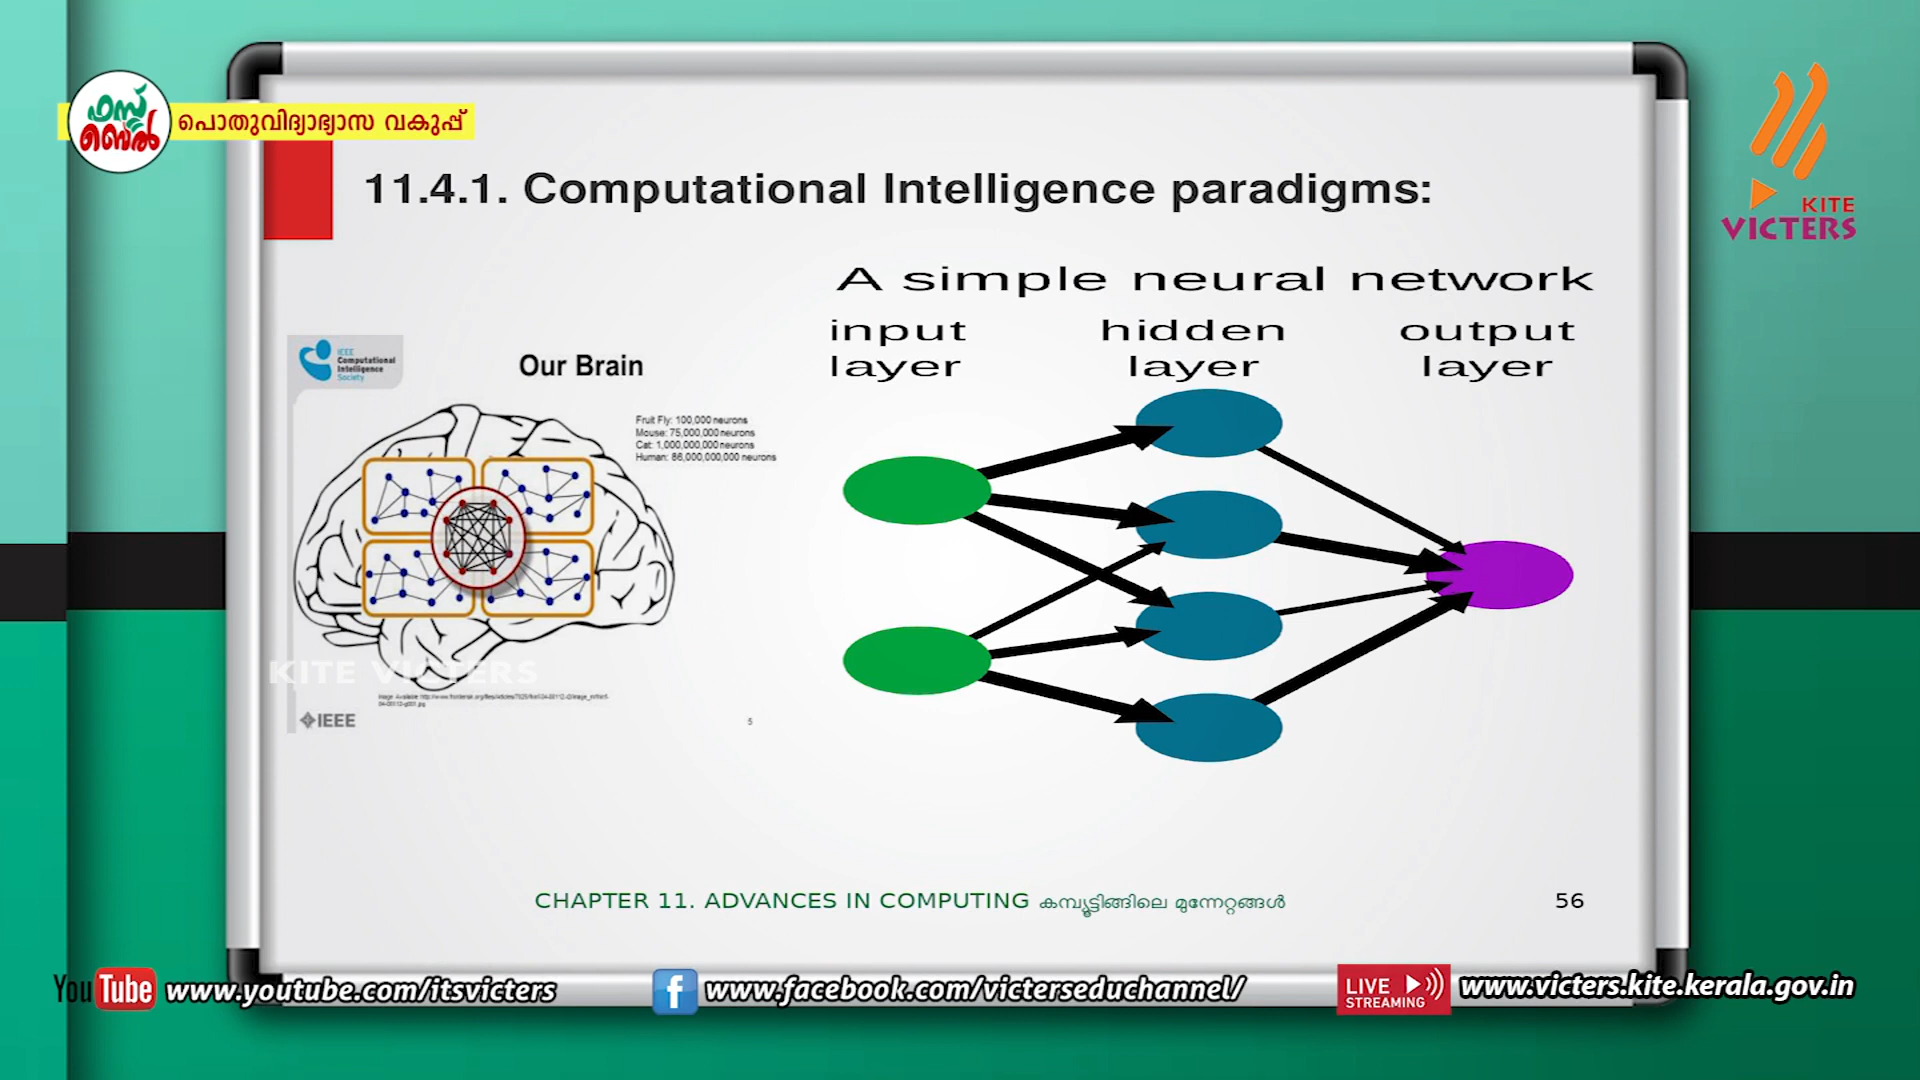 ഫസ്റ്റ്
ബെൽ
പൊതുവിദ്യാഭ്യാസ വകുപ്പ്
KITE
VICTERS
11.4.1. Computational Intelligence paradigms:
A simple neural network
input layer
hidden layer
output layer
IEEE
Computational
Intelligence
Society
Our Brain
Fruit Fly: 100,000 neurons
Mouse: 75,000,000 neurons
Cat: 1,000,000,000 neurons
Human: 86,000,000,000 neurons
KITE VICTERS
IEEE
5
CHAPTER 11. ADVANCES IN COMPUTING കമ്പ്യൂട്ടിങ്ങിലെ മുന്നേറ്റങ്ങൾ
56
YouTube www.youtube.com/itsvicters
f www.facebook.com/victerseduchannel/
LIVE
STREAMING
www.victers.kite.kerala.gov.in